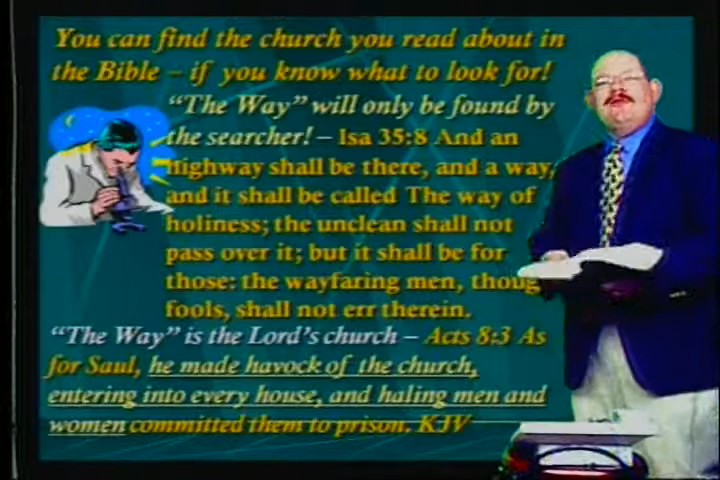 You can find the church you read about in
the Bible – if you know what to look for!
“The Way” will only be found by
the searcher! – Isa 35:8 And an
highway shall be there, and a way,
and it shall be called The way of
holiness; the unclean shall not
pass over it; but it shall be for
those: the wayfaring men, thoug
fools, shall not err therein.
“The Way” is the Lord’s church – Acts 8:3 As
for Saul, he made havock of the church,
entering into every house, and haling men and
women committed them to prison. KJV